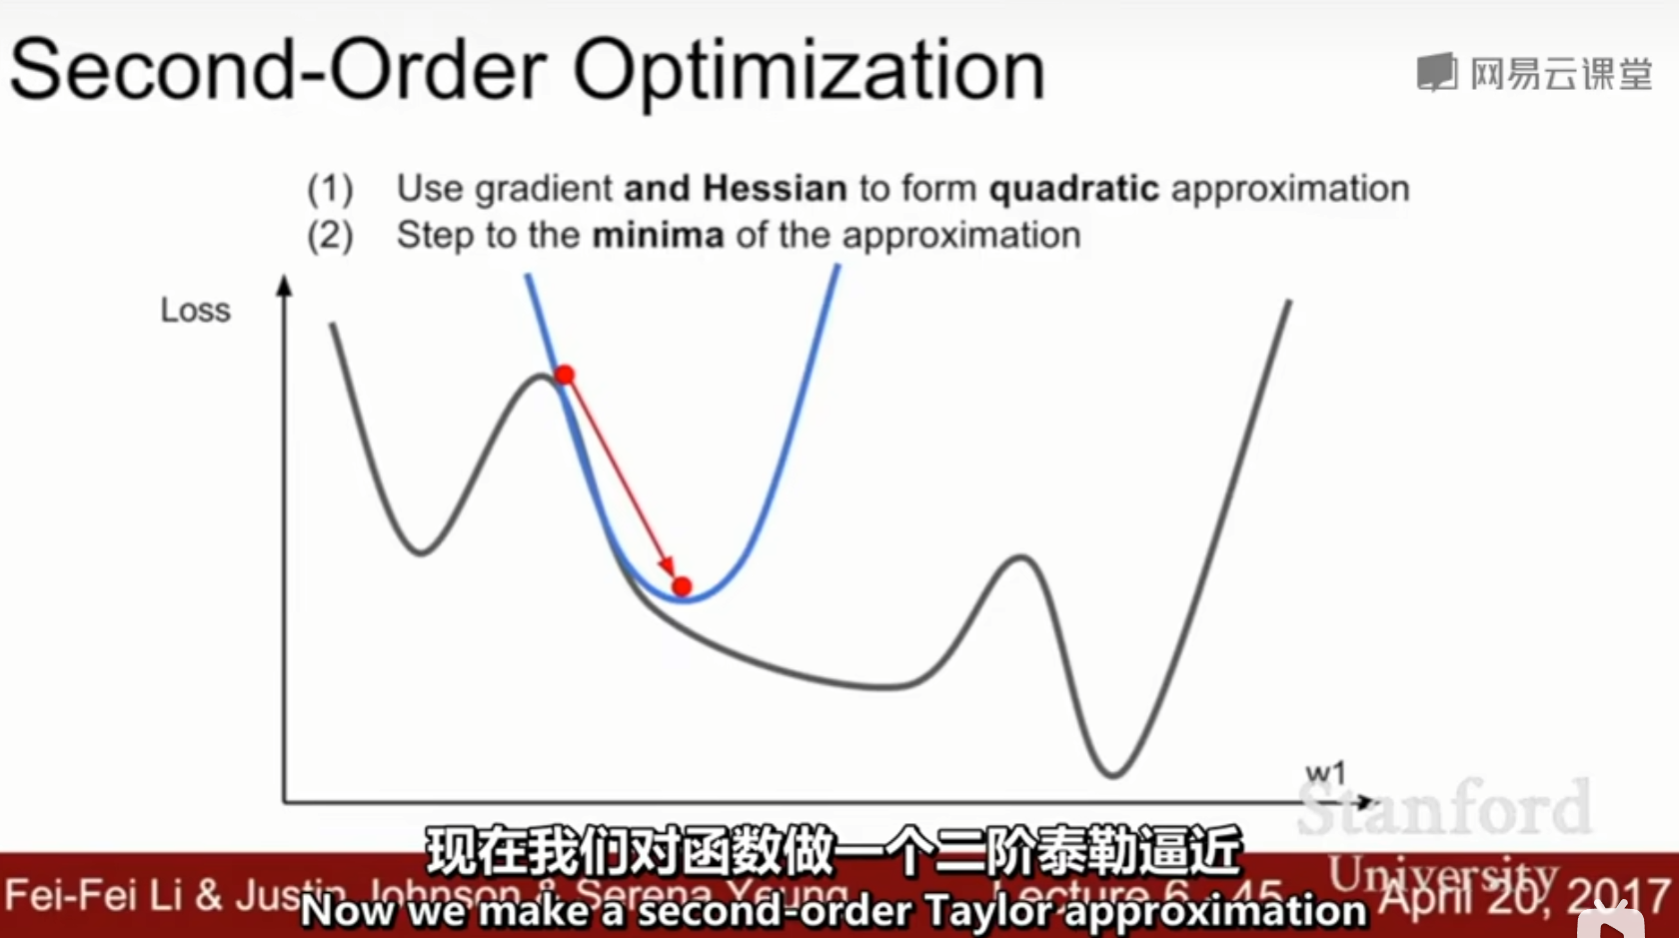 Second-Order Optimization
网易云课堂
(1) Use gradient and Hessian to form quadratic approximation
(2) Step to the minima of the approximation
Loss
w1
Stanford
University
现在我们对函数做一个二阶泰勒逼近
Fei-Fei Li & Justin Johnson & Serena Yeung Lecture 6 - 45 April 20, 2017
Now we make a second-order Taylor approximation